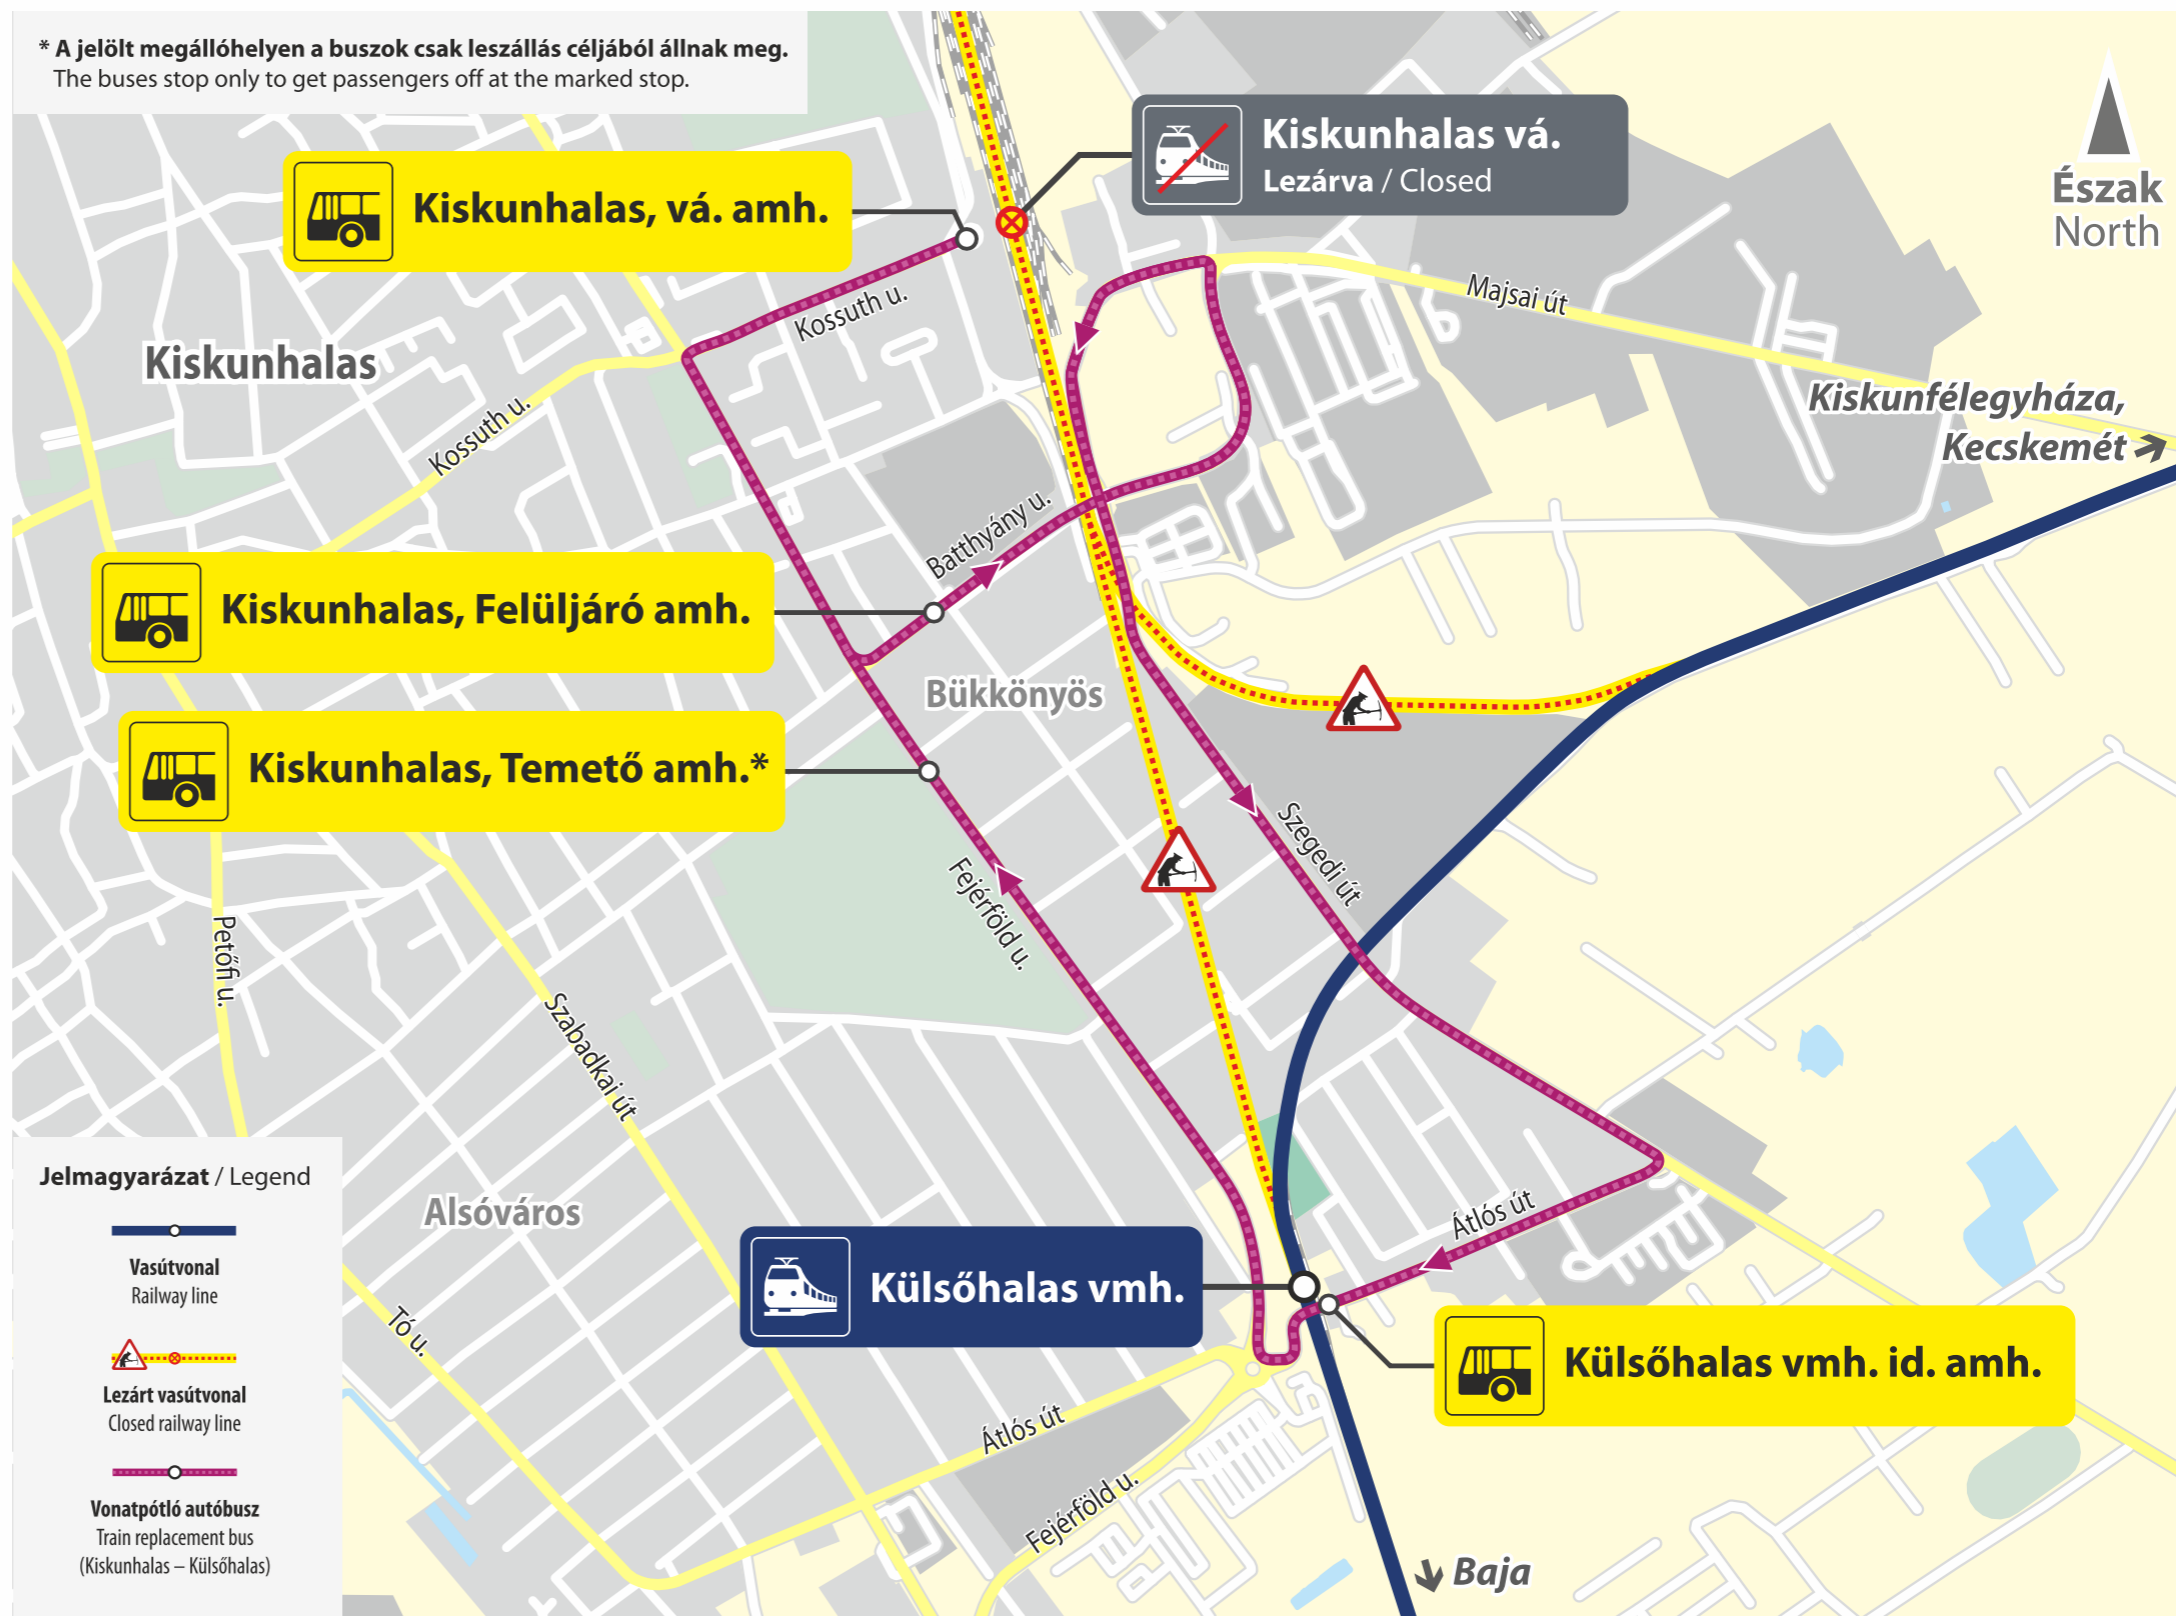 * A jelölt megállóhelyen a buszok csak leszállás céljából állnak meg.
The buses stop only to get passengers off at the marked stop.
Kiskunhalas vá.
Lezárva / Closed
Észak
North
Kiskunhalas, vá. amh.
Kossuth u.
Majsai út
Kiskunhalas
Kiskunfélegyháza,
Kecskemét
Kossuth u.
Batthyány u.
Kiskunhalas, Felüljáró amh.
Bükkönyös
Kiskunhalas, Temető amh.*
Szegedi út
Fejérföld u.
Petőfi u.
Szabadkai út
Jelmagyarázat / Legend
Vasútvonal
Railway line
Lezárt vasútvonal
Closed railway line
Vonatpótló autóbusz
Train replacement bus
(Kiskunhalas – Külsőhalas)
Alsóváros
Átlós út
Külsőhalas vmh.
Tó u.
Külsőhalas vmh. id. amh.
Átlós út
Fejérföld u.
Baja